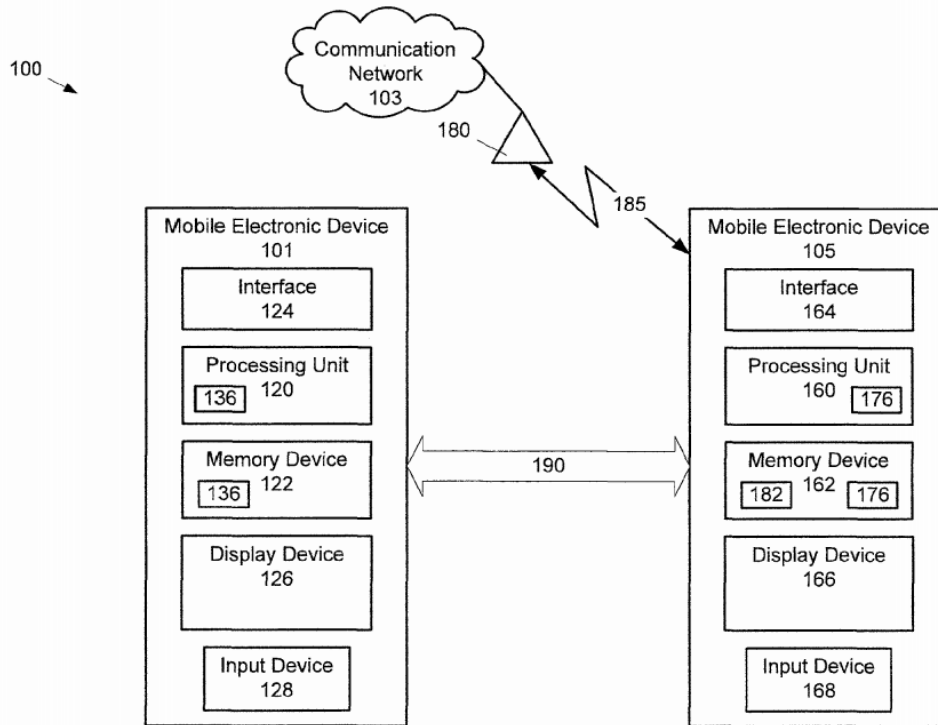 Communication
Network
103
100
180
185
Mobile Electronic Device
101
Interface
124
Processing Unit
120
136
Memory Device
122
136
Display Device
126
Input Device
128
190
Mobile Electronic Device
105
Interface
164
Processing Unit
160
176
Memory Device
162
182
176
Display Device
166
Input Device
168